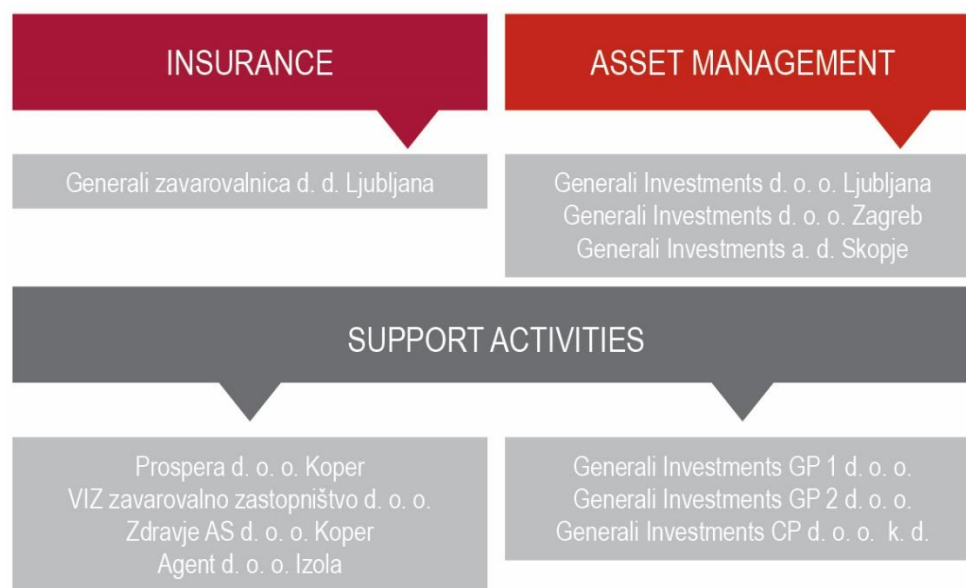 INSURANCE
Generali zavarovalnica d. d. Ljubljana
ASSET MANAGEMENT
Generali Investments d. o. o. Ljubljana
Generali Investments d. o. o. Zagreb
Generali Investments a. d. Skopje
SUPPORT ACTIVITIES
Prospera d. o. o. Koper
VIZ zavarovalno zastopništvo d. o. o.
Zdravje AS d. o. o. Koper
Agent d. o. o. Izola
Generali Investments GP 1 d. o. o.
Generali Investments GP 2 d. o. o.
Generali Investments CP d. o. o. k. d.